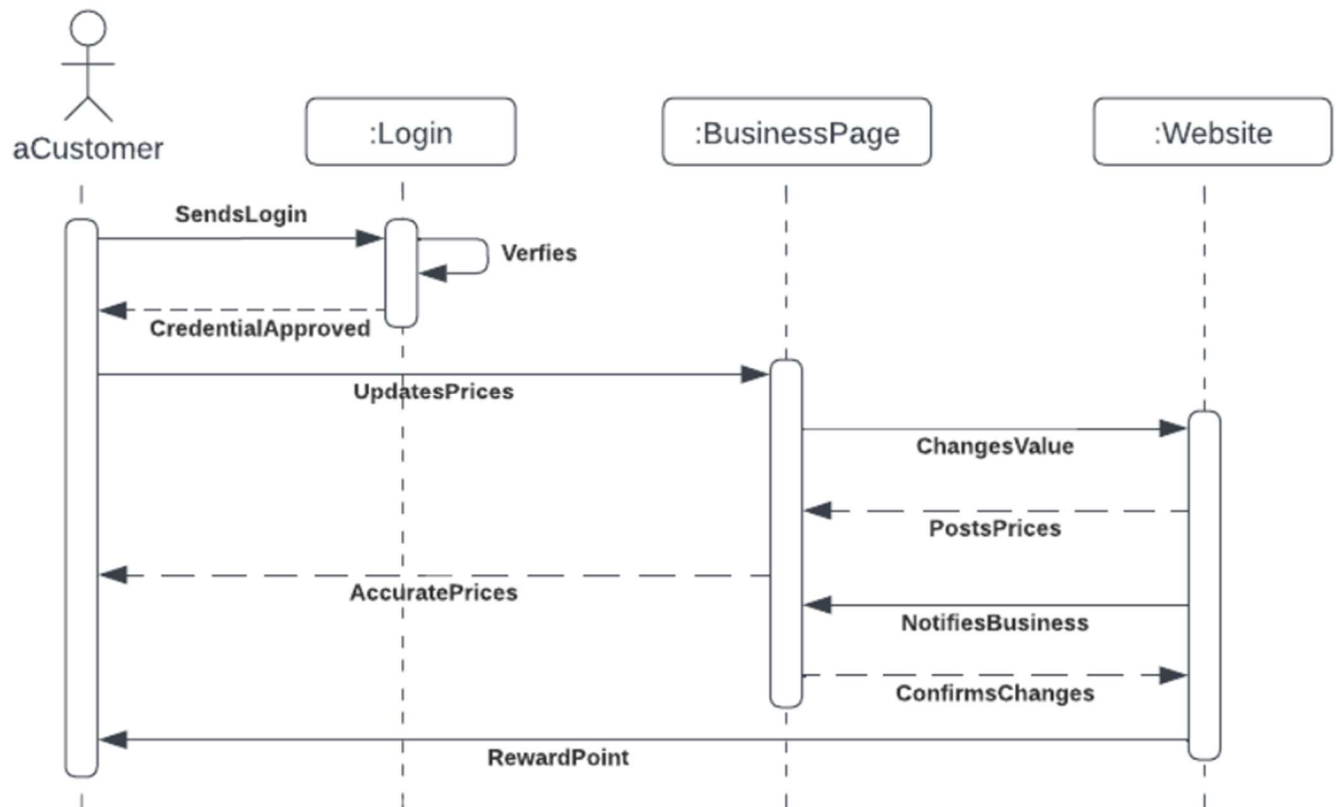 aCustomer
:Login
:BusinessPage
:Website
SendsLogin
Verfies
CredentialApproved
UpdatesPrices
ChangesValue
PostsPrices
AccuratePrices
NotifiesBusiness
ConfirmsChanges
RewardPoint